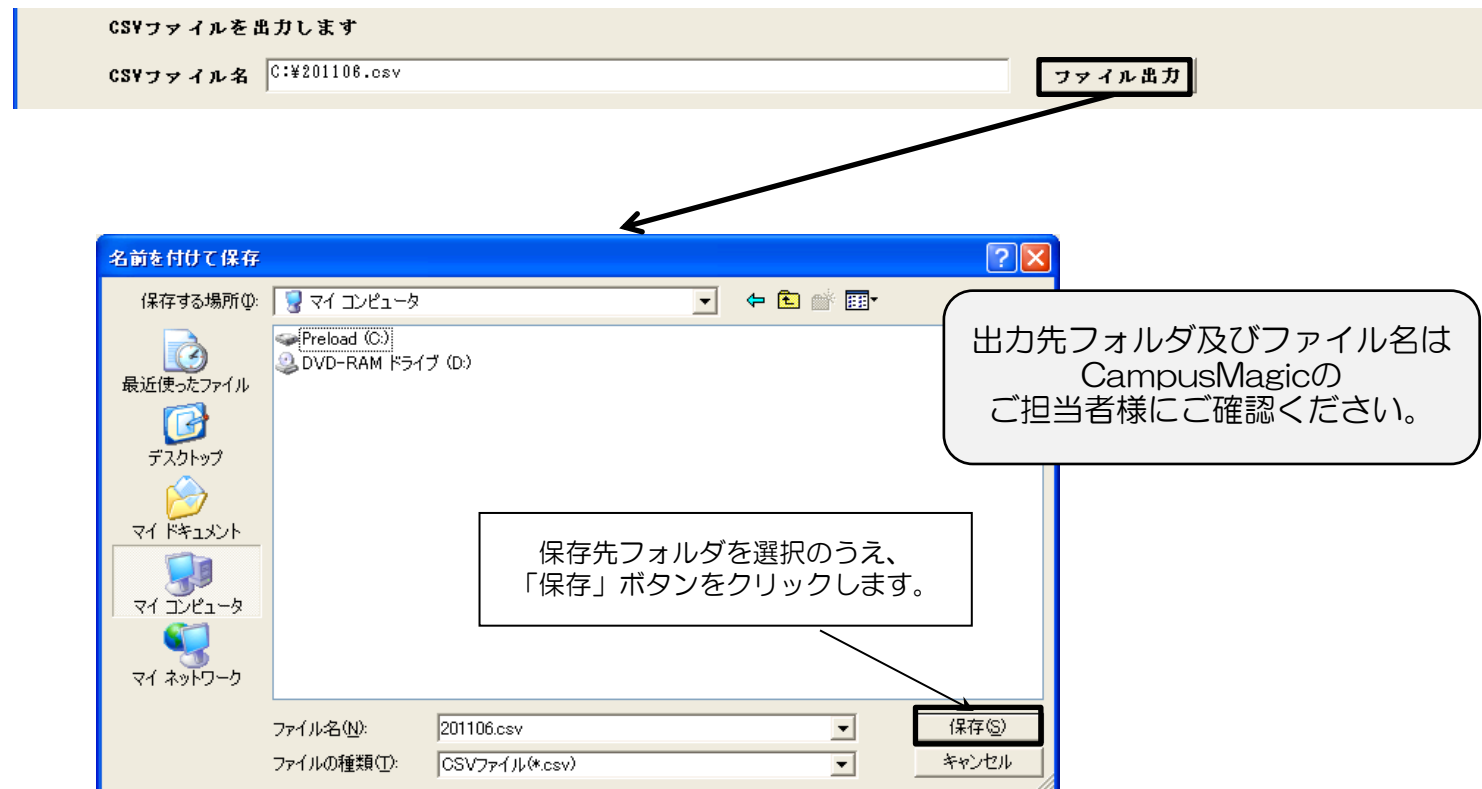 CSVファイルを出力します
CSVファイル名 C:¥201106.csv ファイル出力
名前を付けて保存
保存する場所(I): マイ コンピュータ
出力先フォルダ及びファイル名は
CampusMagicの
ご担当者様にご確認ください。
Preload (C:)
DVD-RAM ドライブ (D:)
最近使ったファイル
デスクトップ
マイ ドキュメント
マイ コンピュータ
マイ ネットワーク
保存先フォルダを選択のうえ、
「保存」ボタンをクリックします。
ファイル名(N): 201106.csv 保存(S)
ファイルの種類(T): CSVファイル(*.csv) キャンセル